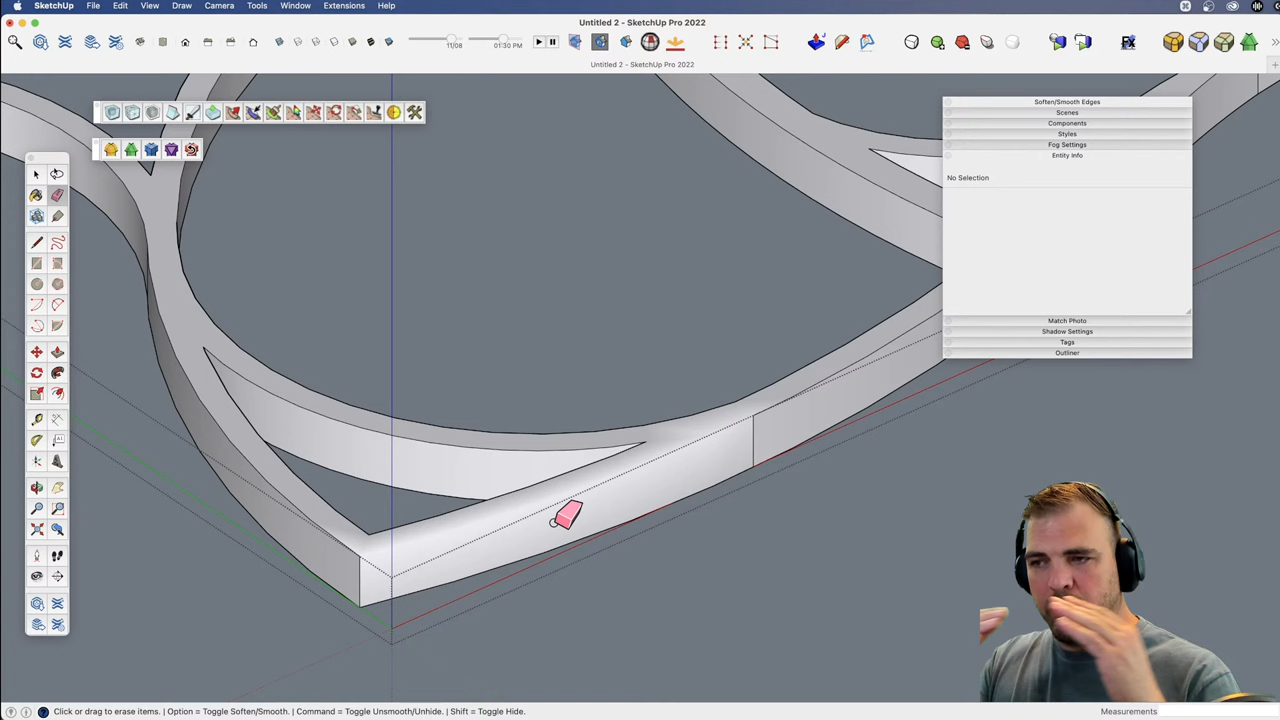 SketchUp File Edit View Draw Camera Tools Window Extensions Help
Untitled 2 - SketchUp Pro 2022
11/08 01:30 PM
Untitled 2 - SketchUp Pro 2022
Soften/Smooth Edges
Scenes
Components
Styles
Fog Settings
Entity Info
No Selection
Match Photo
Shadow Settings
Tags
Outliner
Click or drag to erase items. | Option = Toggle Soften/Smooth. | Command = Toggle Unsmooth/Unhide. | Shift = Toggle Hide.
Measurements